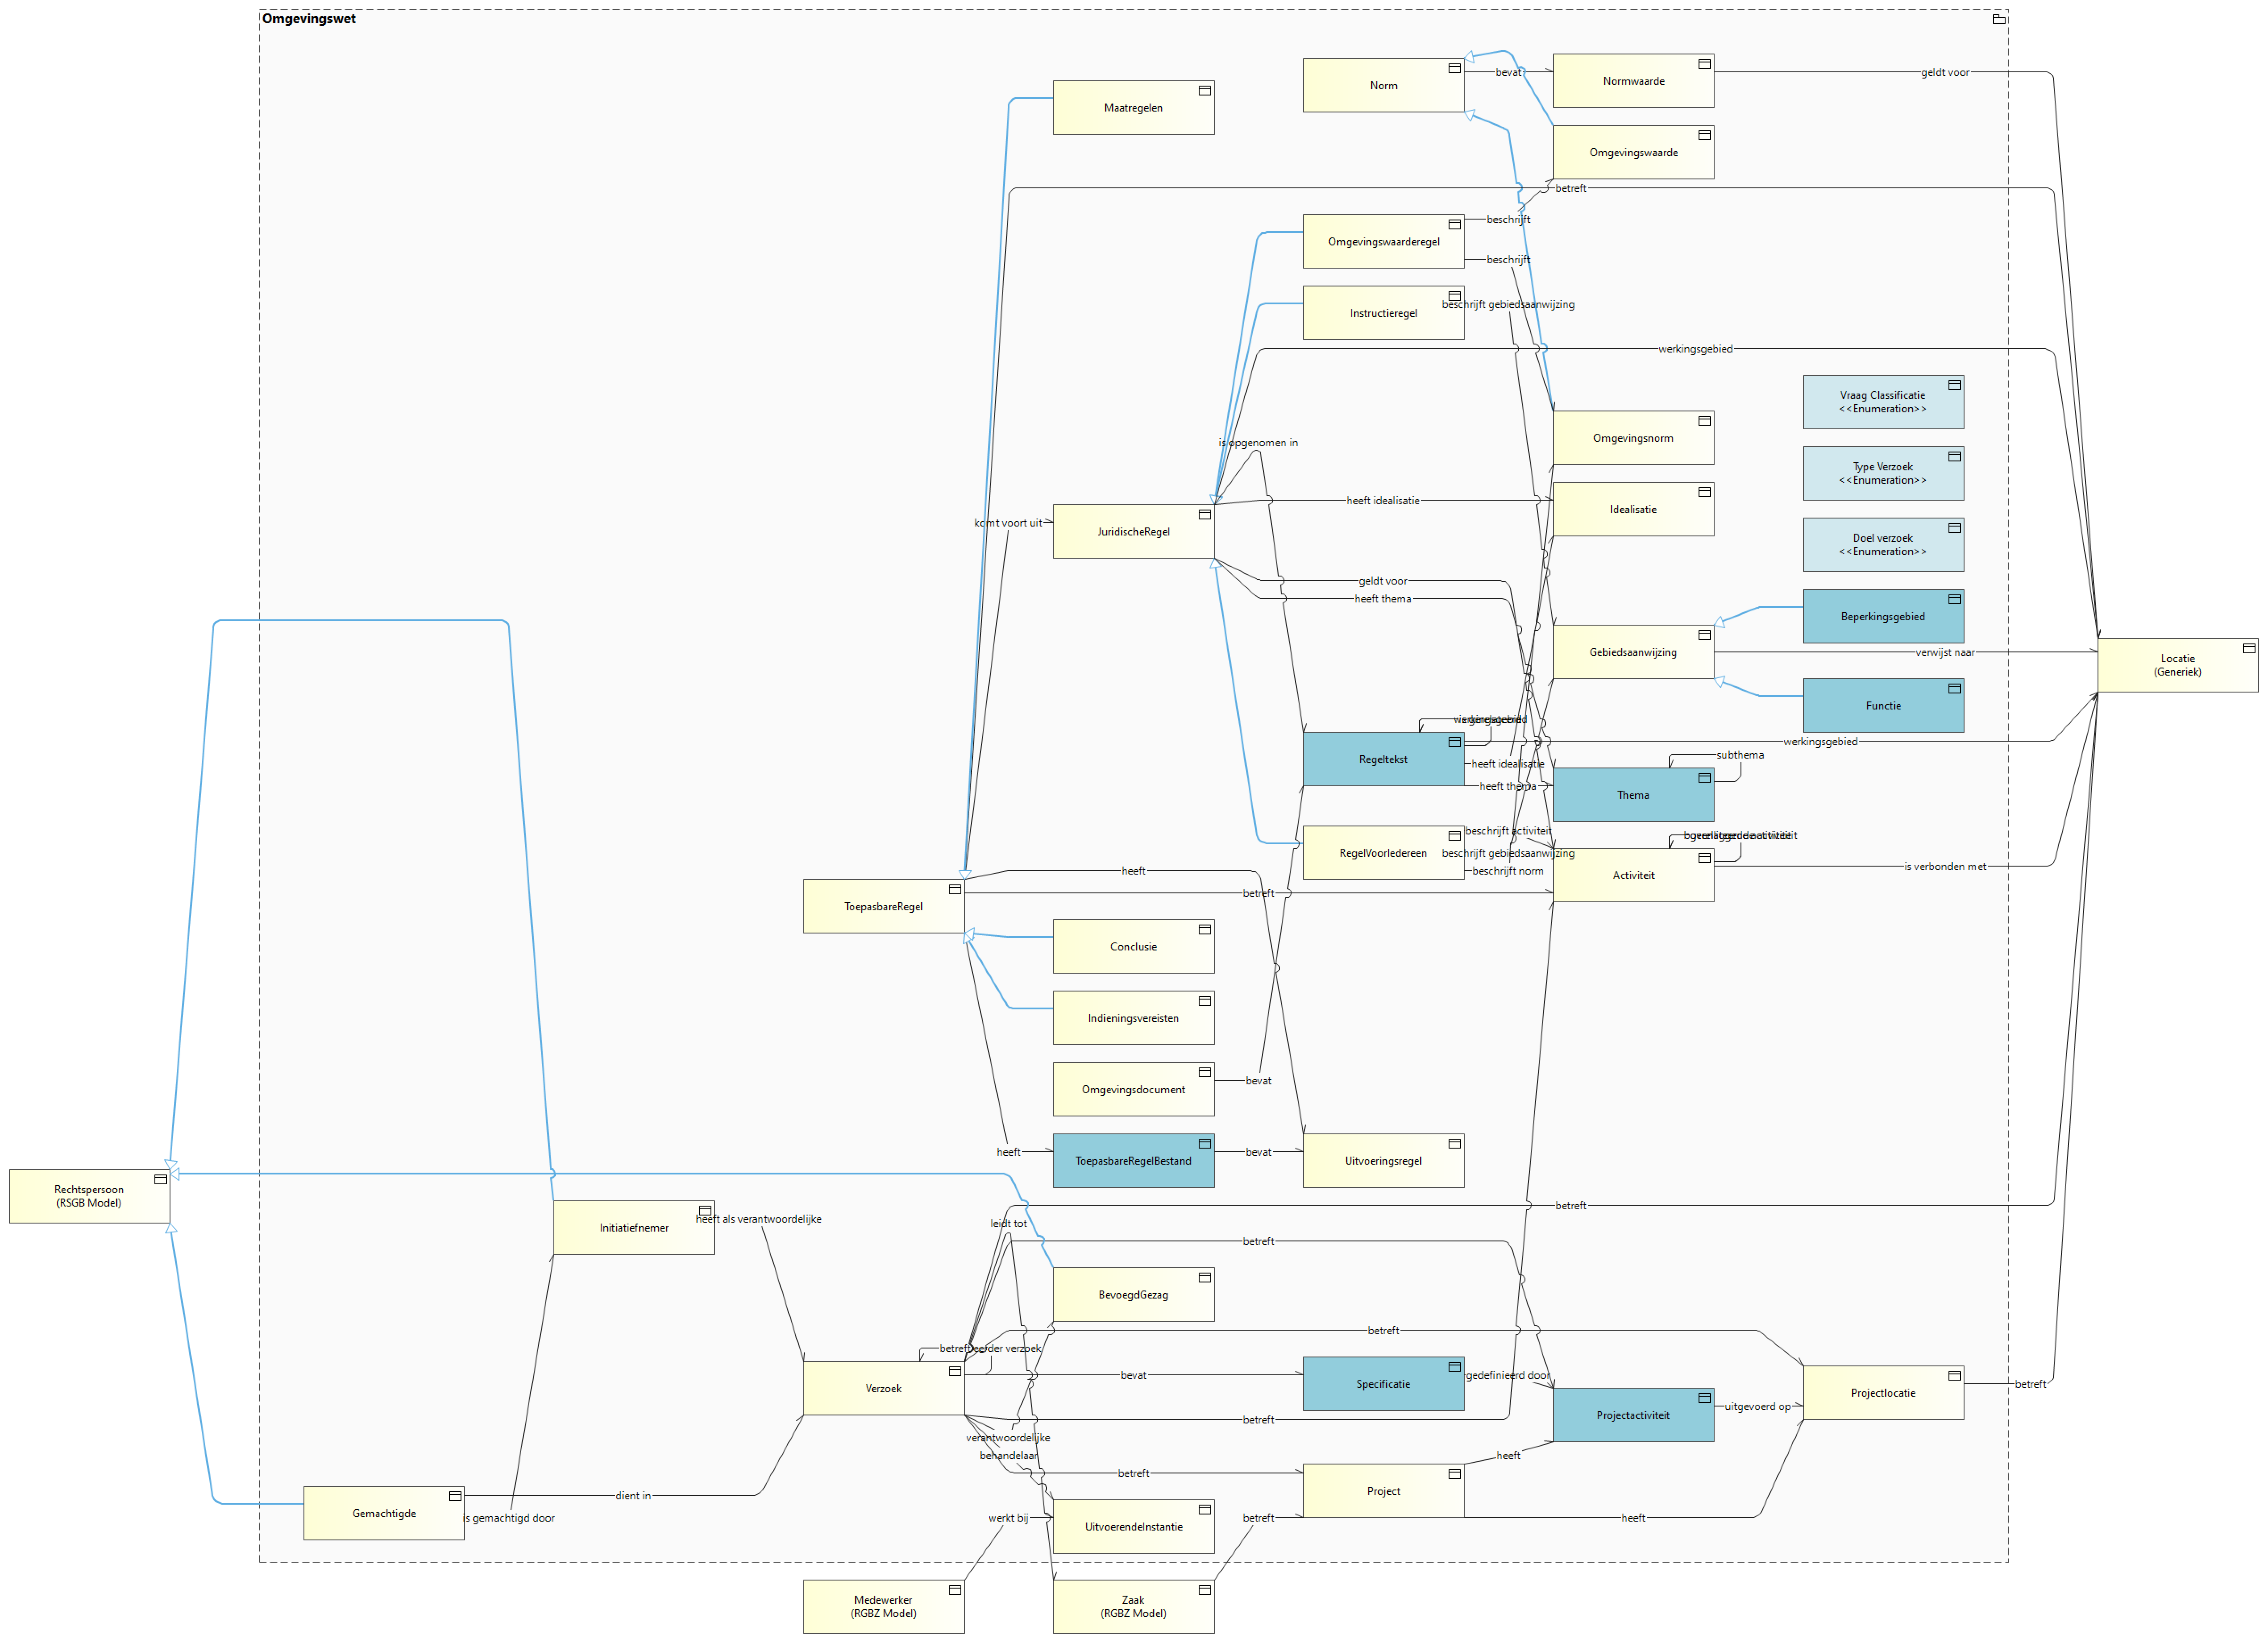 Omgevingswet
Norm
bevat
Normwaarde
geldt voor
Maatregelen
Omgevingswaarde
betreft
Omgevingswaarderegel
beschrijft
beschrijft
Instructieregel
beschrijft gebiedsaanwijzing
werkingsgebied
Vraag Classificatie
<<Enumeration>>
is opgenomen in
Omgevingsnorm
Type Verzoek
<<Enumeration>>
heeft idealisatie
Idealisatie
komt voort uit
JuridischeRegel
Doel verzoek
<<Enumeration>>
geldt voor
heeft thema
Beperkingsgebied
Gebiedsaanwijzing
verwijst naar
Locatie
(Generiek)
Functie
werkingsgebied
Regeltekst
heeft idealisatie
heeft thema
subthema
Thema
beschrijft activiteit
RegelVoorIedereen
beschrijft gebiedsaanwijzing
beschrijft norm
Activiteit
is verbonden met
heeft
betreft
ToepasbareRegel
Conclusie
Indieningsvereisten
Omgevingsdocument
bevat
heeft
ToepasbareRegelBestand
bevat
Uitvoeringsregel
Rechtspersoon
(RSGB Model)
Initiatiefnemer
heeft als verantwoordelijke
leidt tot
betreft
betreft
BevoegdGezag
betreft
betreft eerder verzoek
Verzoek
bevat
Specificatie
gedefinieerd door
betreft
Projectlocatie
Projectactiviteit
uitgevoerd op
betreft
betreft
verantwoordelijke
behandelaar
heeft
betreft
Project
Gemachtigde
dient in
is gemachtigd door
werkt bij
UitvoerendeInstantie
betreft
heeft
Medewerker
(RGBZ Model)
Zaak
(RGBZ Model)